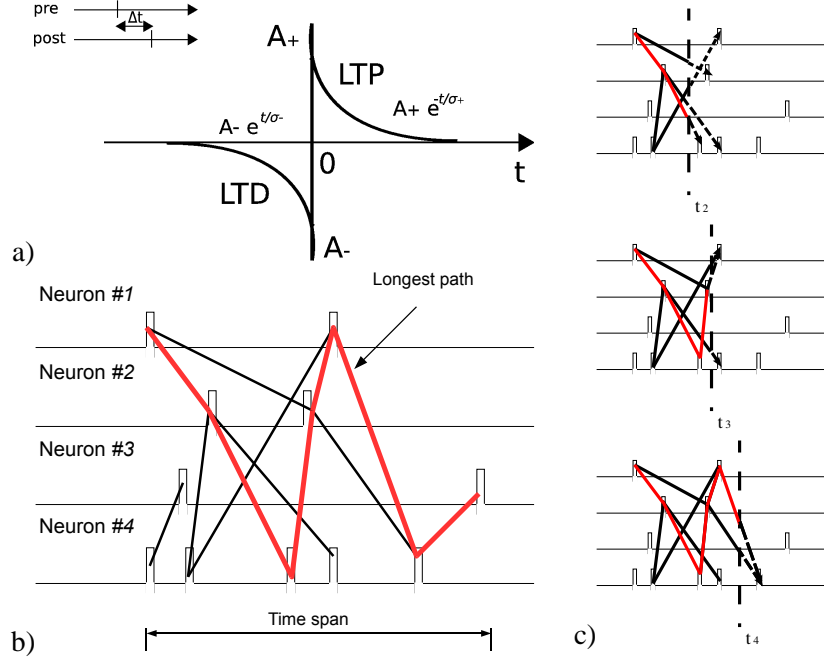 pre
Δt
post
A+
LTP
A+ e^-t/σ+
A- e^t/σ-
0
t
LTD
A-
a)
Longest path
Neuron #1
Neuron #2
Neuron #3
Neuron #4
Time span
b)
t2
t3
t4
c)